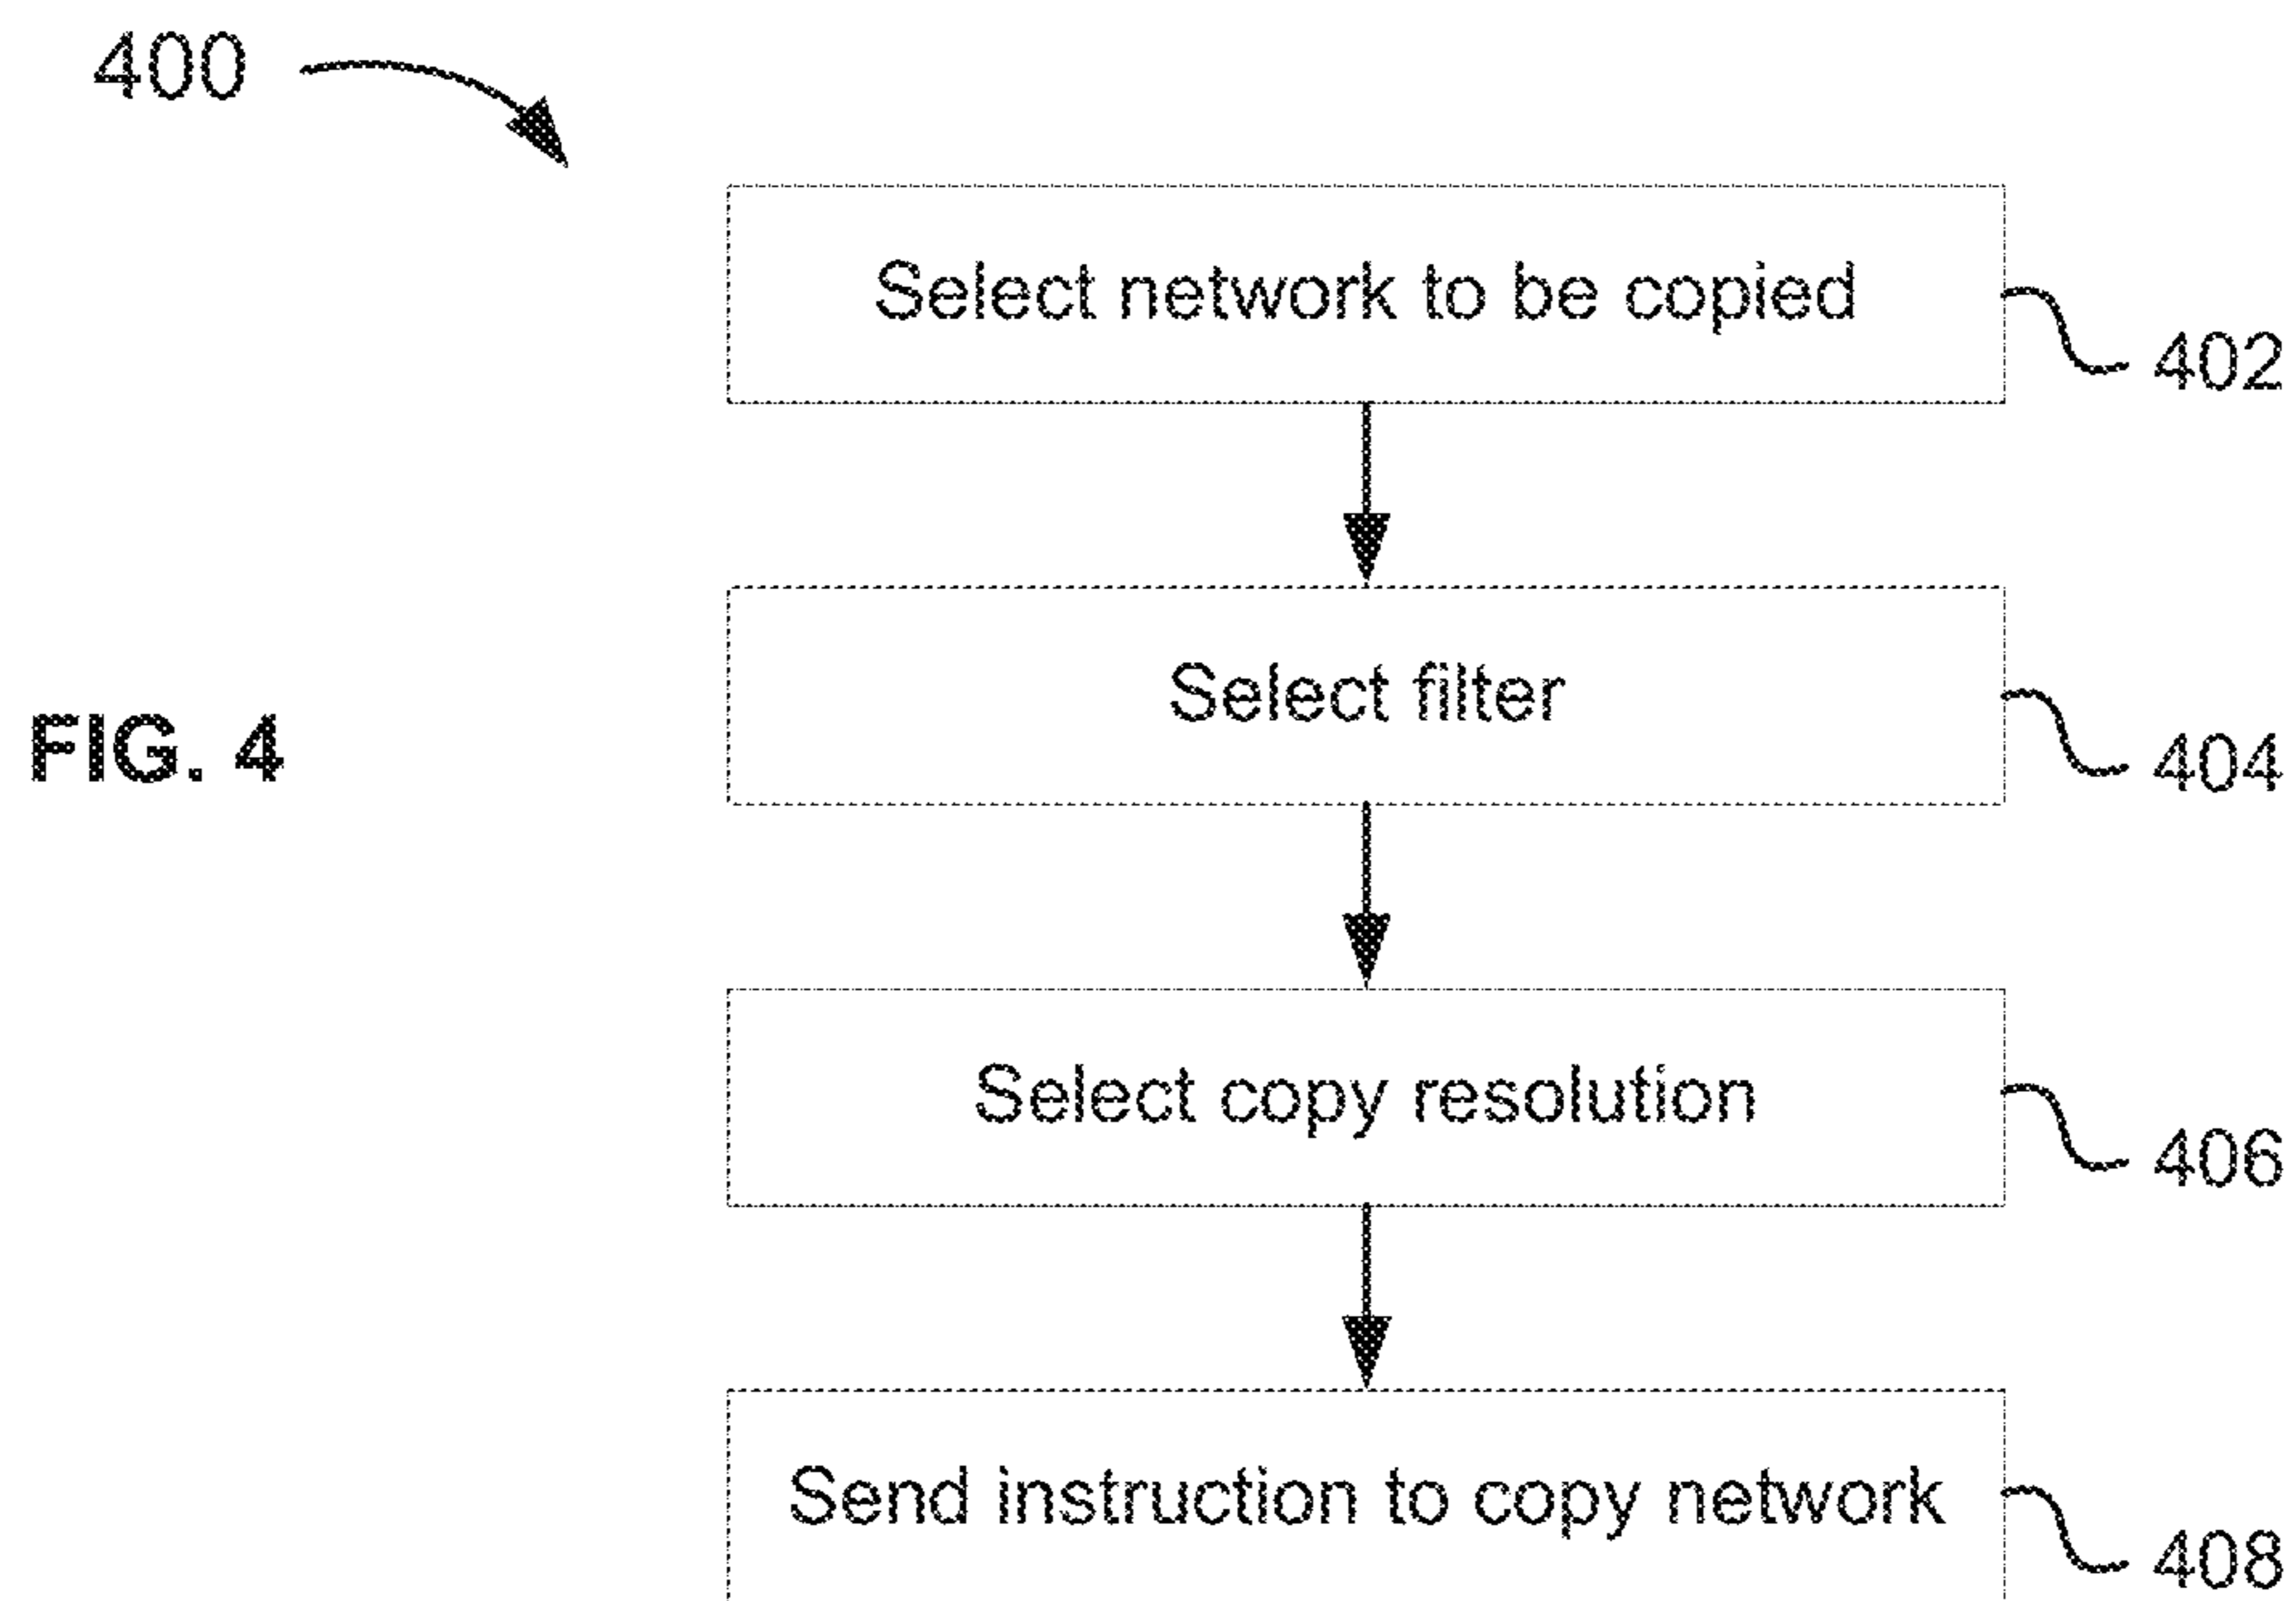 400
Select network to be copied
402
Select filter
FIG. 4
404
Select copy resolution
406
Send instruction to copy network
408